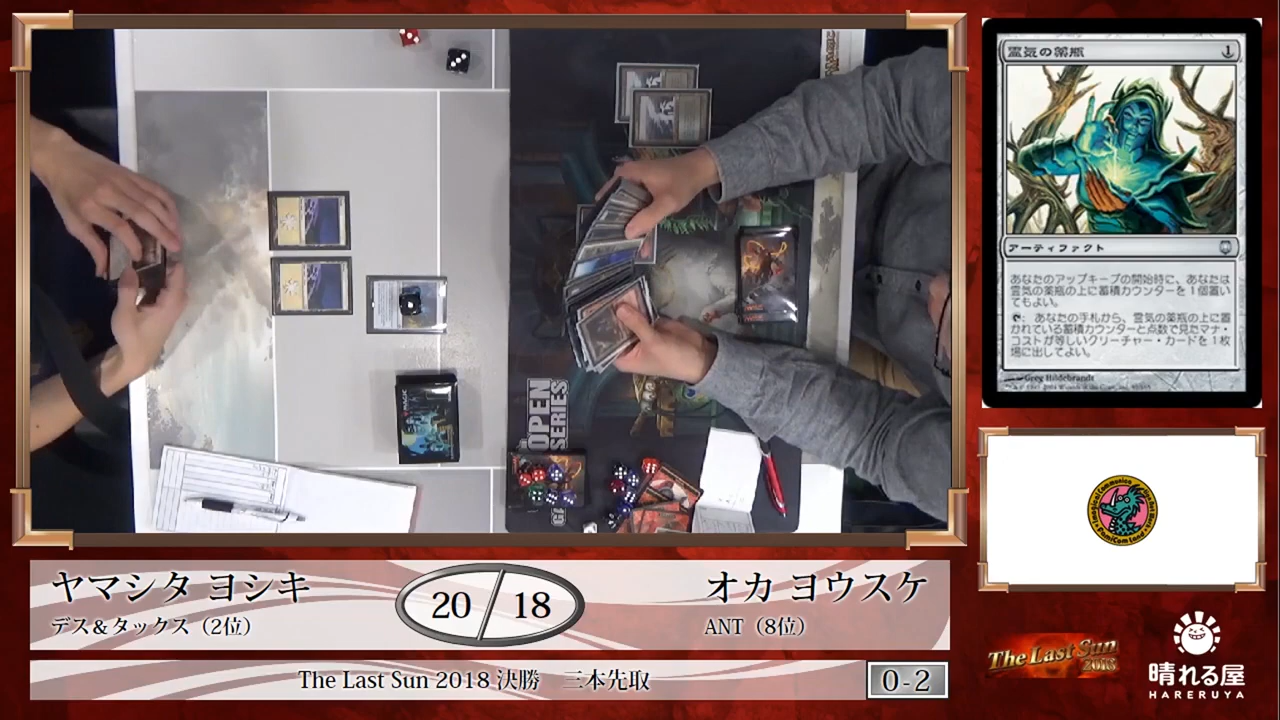 霊気の薬瓶 1
アーティファクト
あなたのアップキープの開始時に、あなたは
霊気の薬瓶の上に蓄積カウンターを1個置い
てもよい。
：あなたの手札から、霊気の薬瓶の上に置
かれている蓄積カウンターと点数で見たマナ・
コストが等しいクリーチャー・カードを1枚
場に出してよい。
Greg Hildebrandt
OPEN
SERIES
ヤマシタ ヨシキ
デス&タックス（2位）
20 / 18
オカ ヨウスケ
ANT（8位）
The Last Sun 2018 決勝　三本先取
0-2
The Last Sun
2018
晴れる屋
HARERUYA